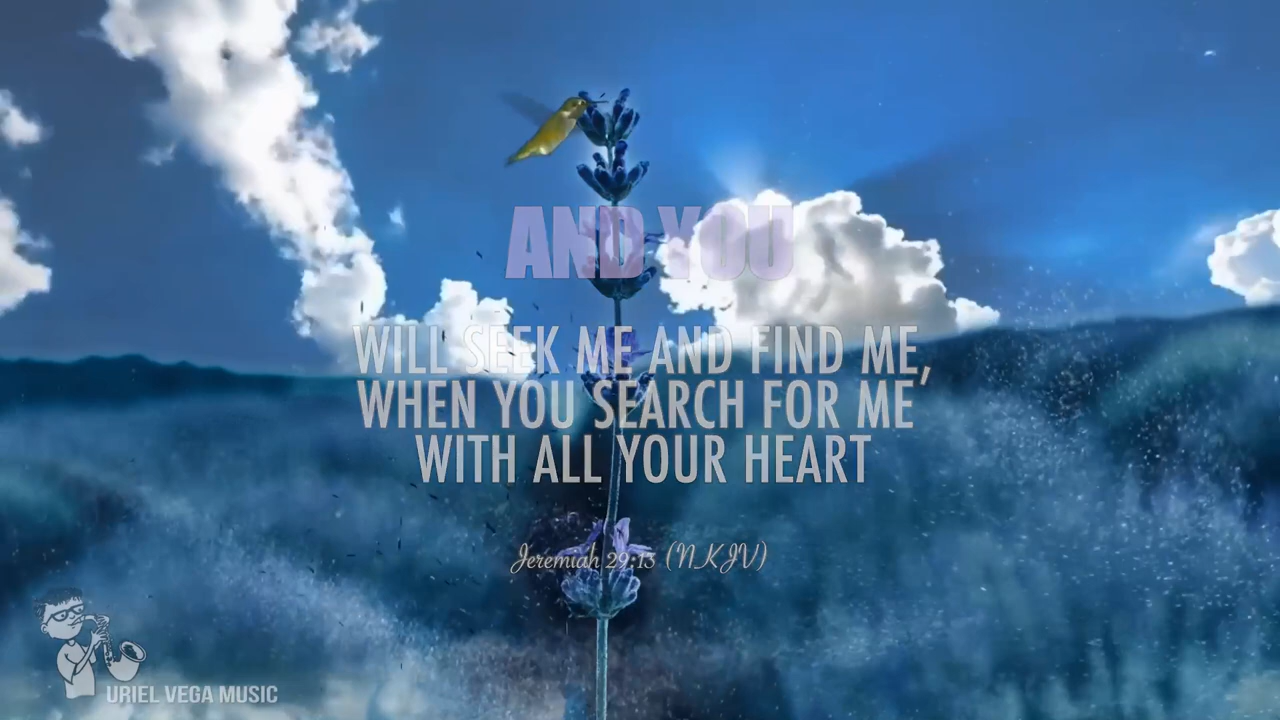 AND YOU
WILL SEEK ME AND FIND ME,
WHEN YOU SEARCH FOR ME
WITH ALL YOUR HEART
Jeremiah 29:13 (NKJV)
URIEL VEGA MUSIC